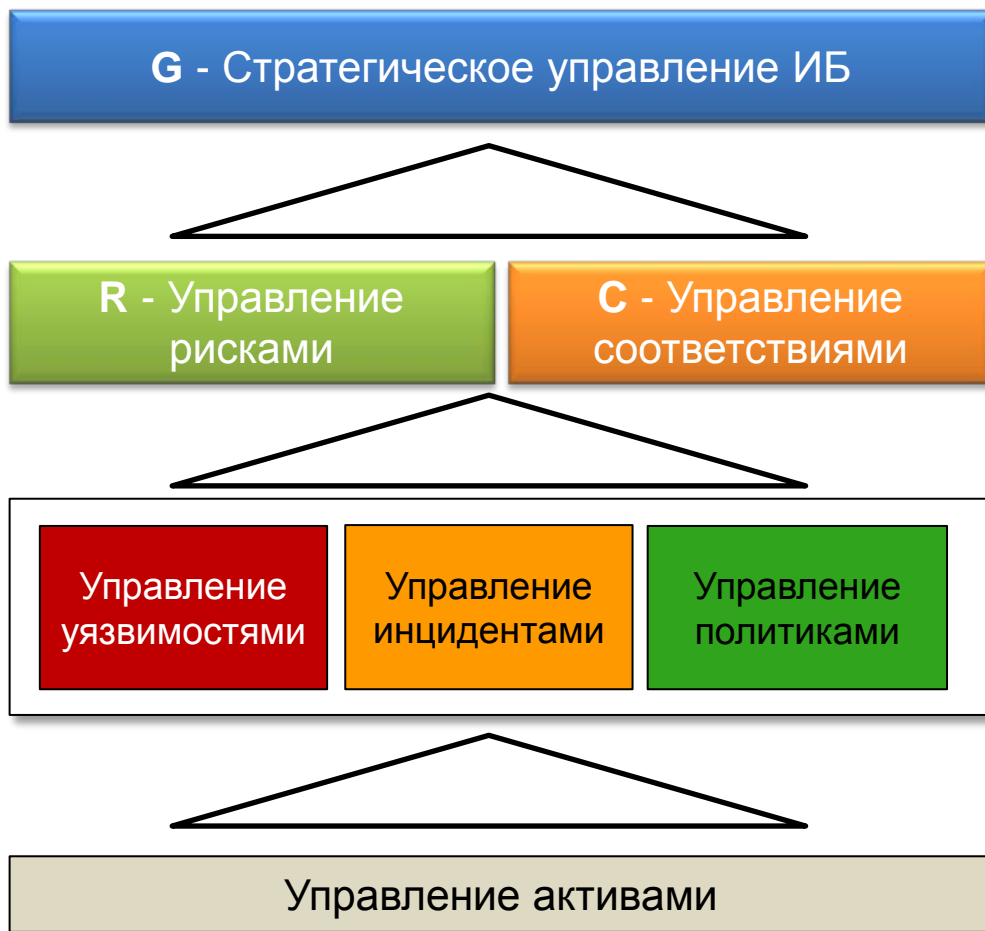 G - Стратегическое управление ИБ
R - Управление
рисками
C - Управление
соответствиями
Управление
уязвимостями
Управление
инцидентами
Управление
политиками
Управление активами